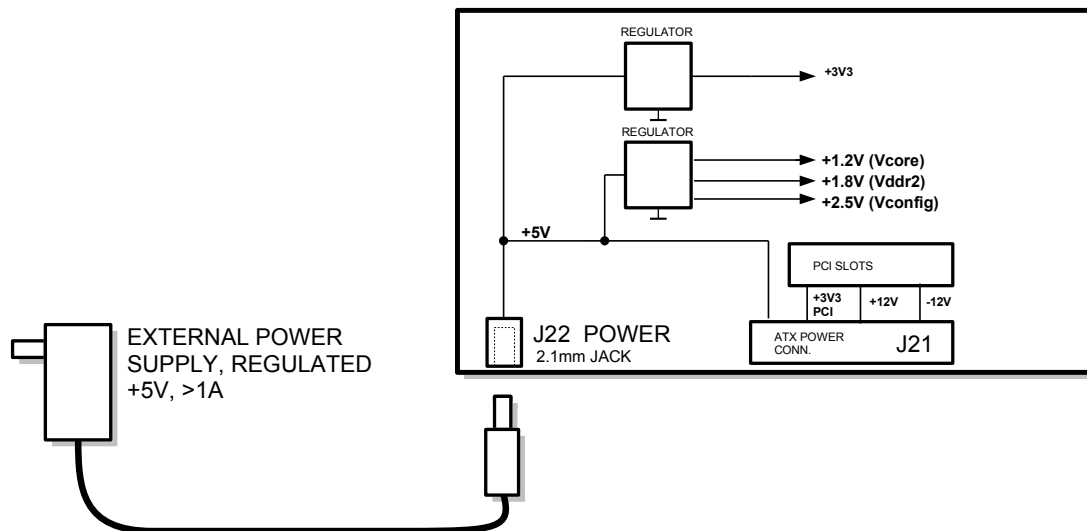 REGULATOR
+3V3
REGULATOR
+1.2V (Vcore)
+1.8V (Vddr2)
+2.5V (Vconfig)
+5V
PCI SLOTS
+3V3
PCI
+12V
-12V
ATX POWER
CONN.
J21
J22 POWER
2.1mm JACK
EXTERNAL POWER
SUPPLY, REGULATED
+5V, >1A